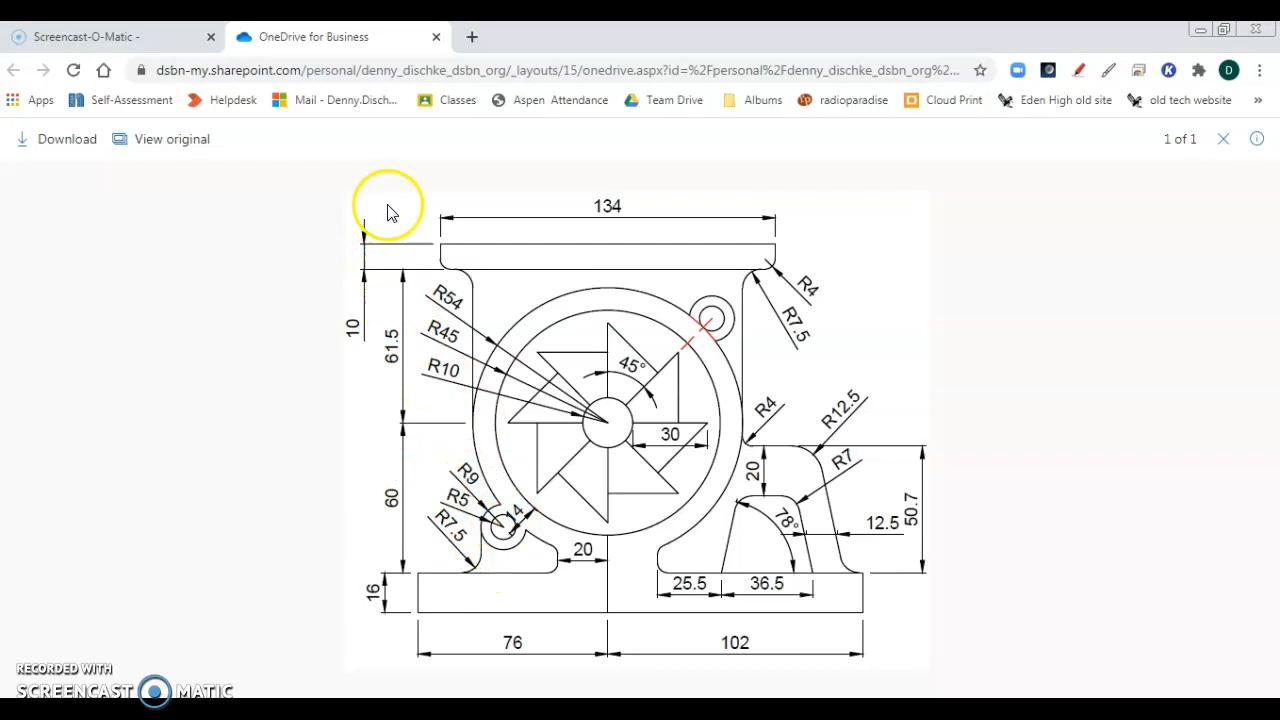 Screencast-O-Matic -
OneDrive for Business
dsbn-my.sharepoint.com/personal/denny_dischke_dsbn_org/_layouts/15/onedrive.aspx?id=%2Fpersonal%2Fdenny_dischke_dsbn_org%2...
K
D
Apps Self-Assessment Helpdesk Mail - Denny.Disch... Classes Aspen Attendance Team Drive Albums radioparadise Cloud Print Eden High old site old tech website »
Download View original 1 of 1
134
R4
R54
R7.5
10
61.5
R45
45°
R10
R4
R12.5
30
R7
20
R9
60
R5
14
50.7
78°
12.5
R7.5
20
16
25.5
36.5
76
102
RECORDED WITH
SCREENCAST MATIC